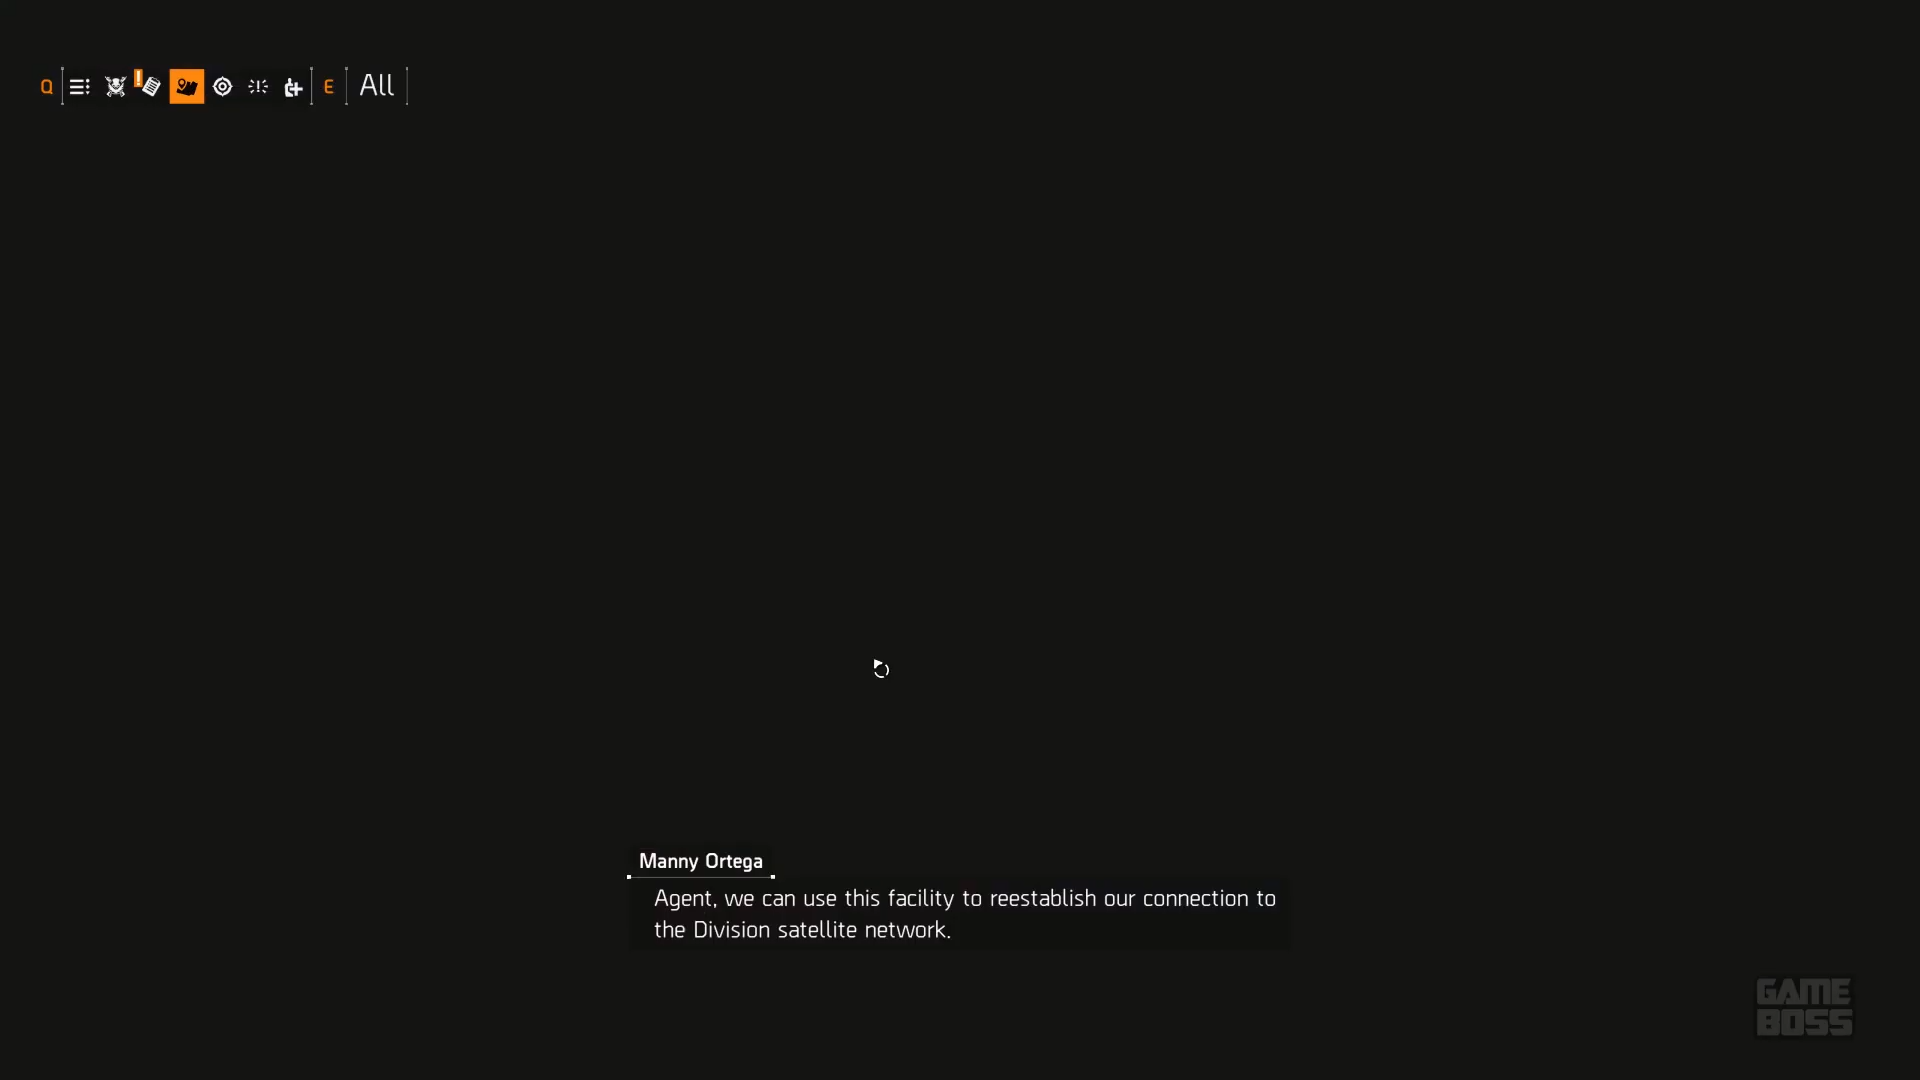 Q E All
Manny Ortega
Agent, we can use this facility to reestablish our connection to
the Division satellite network.
GAME
BOSS